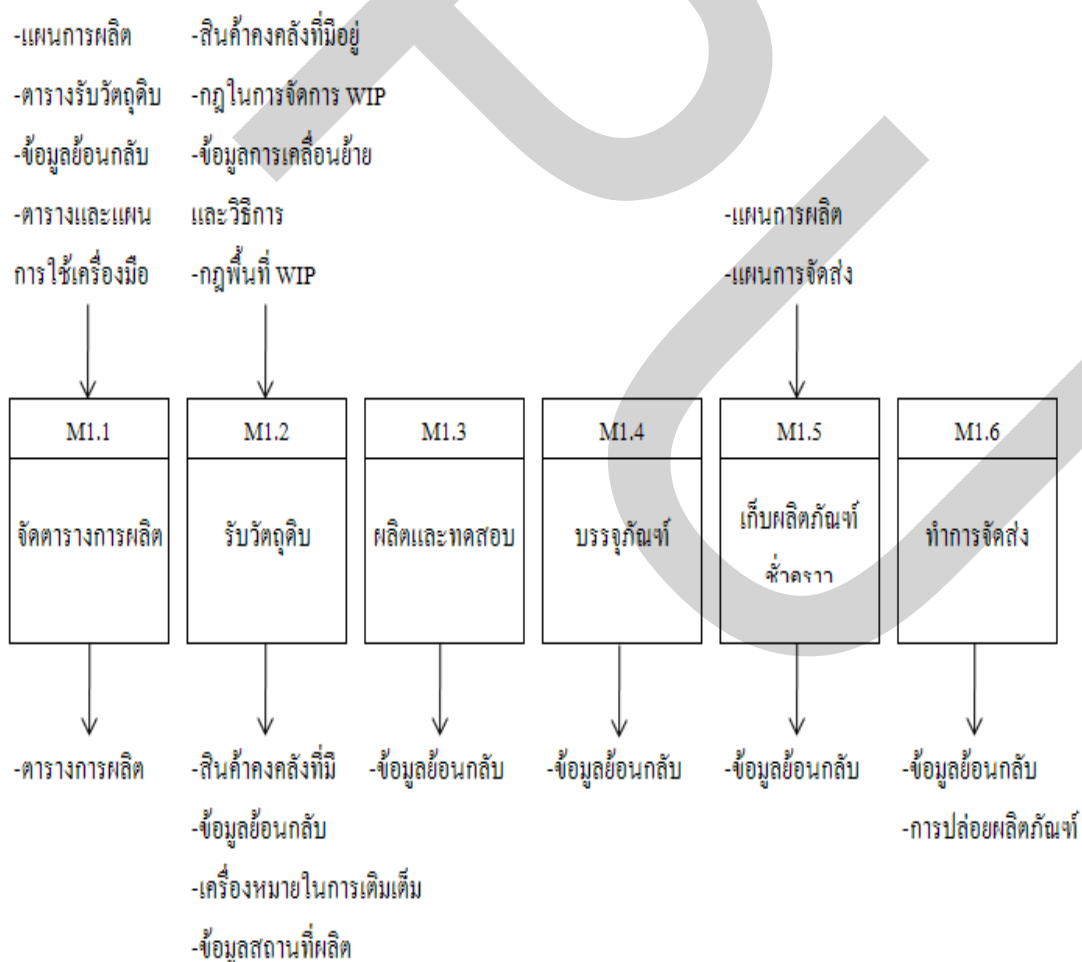 -แผนการผลิต
-ตารางรับวัตถุดิบ
-ข้อมูลย้อนกลับ
-ตารางและแผน
การใช้เครื่องมือ
-สินค้าคงคลังที่มีอยู่
-กฎในการจัดการ WIP
-ข้อมูลการเคลื่อนย้าย
และวิธีการ
-กฎพื้นที่ WIP
-แผนการผลิต
-แผนการจัดส่ง
M1.1
จัดตารางการผลิต
M1.2
รับวัตถุดิบ
M1.3
ผลิตและทดสอบ
M1.4
บรรจุภัณฑ์
M1.5
เก็บผลิตภัณฑ์
ชั่วคราว
M1.6
ทำการจัดส่ง
-ตารางการผลิต
-สินค้าคงคลังที่มี
-ข้อมูลย้อนกลับ
-เครื่องหมายในการเติมเต็ม
-ข้อมูลสถานที่ผลิต
-ข้อมูลย้อนกลับ
-ข้อมูลย้อนกลับ
-ข้อมูลย้อนกลับ
-ข้อมูลย้อนกลับ
-การปล่อยผลิตภัณฑ์